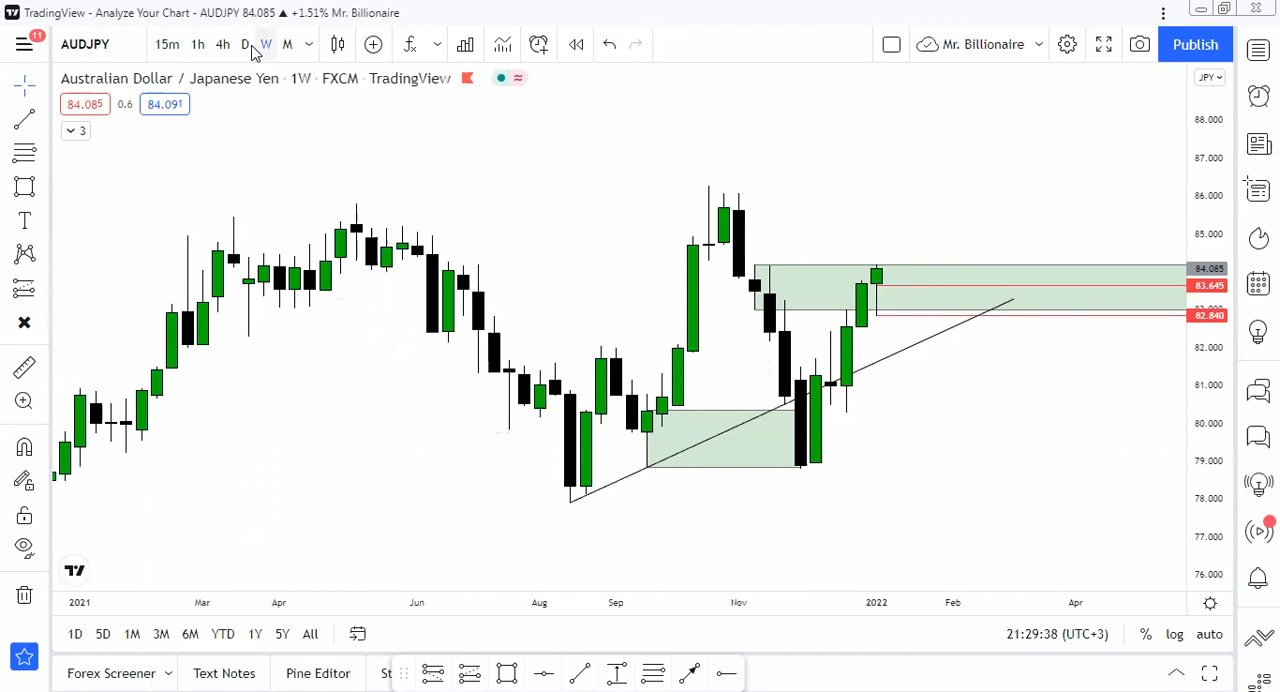 TradingView - Analyze Your Chart - AUDJPY 84.085 ▲ +1.51% Mr. Billionaire
11
AUDJPY 15m 1h 4h D W M Mr. Billionaire Publish
Australian Dollar / Japanese Yen · 1W · FXCM · TradingView
JPY
84.085 0.6 84.091
3
88.000
87.000
86.000
85.000
84.085
83.645
82.840
82.000
81.000
80.000
79.000
78.000
77.000
76.000
2021 Mar Apr Jun Aug Sep Nov 2022 Feb Apr
1D 5D 1M 3M 6M YTD 1Y 5Y All 21:29:38 (UTC+3) % log auto
Forex Screener Text Notes Pine Editor St